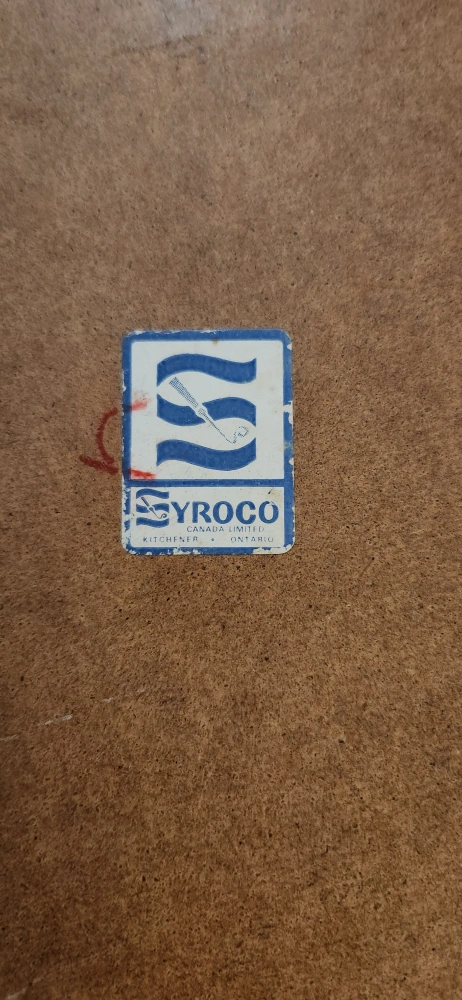 SYROCO
CANADA LIMITED
KITCHENER • ONTARIO